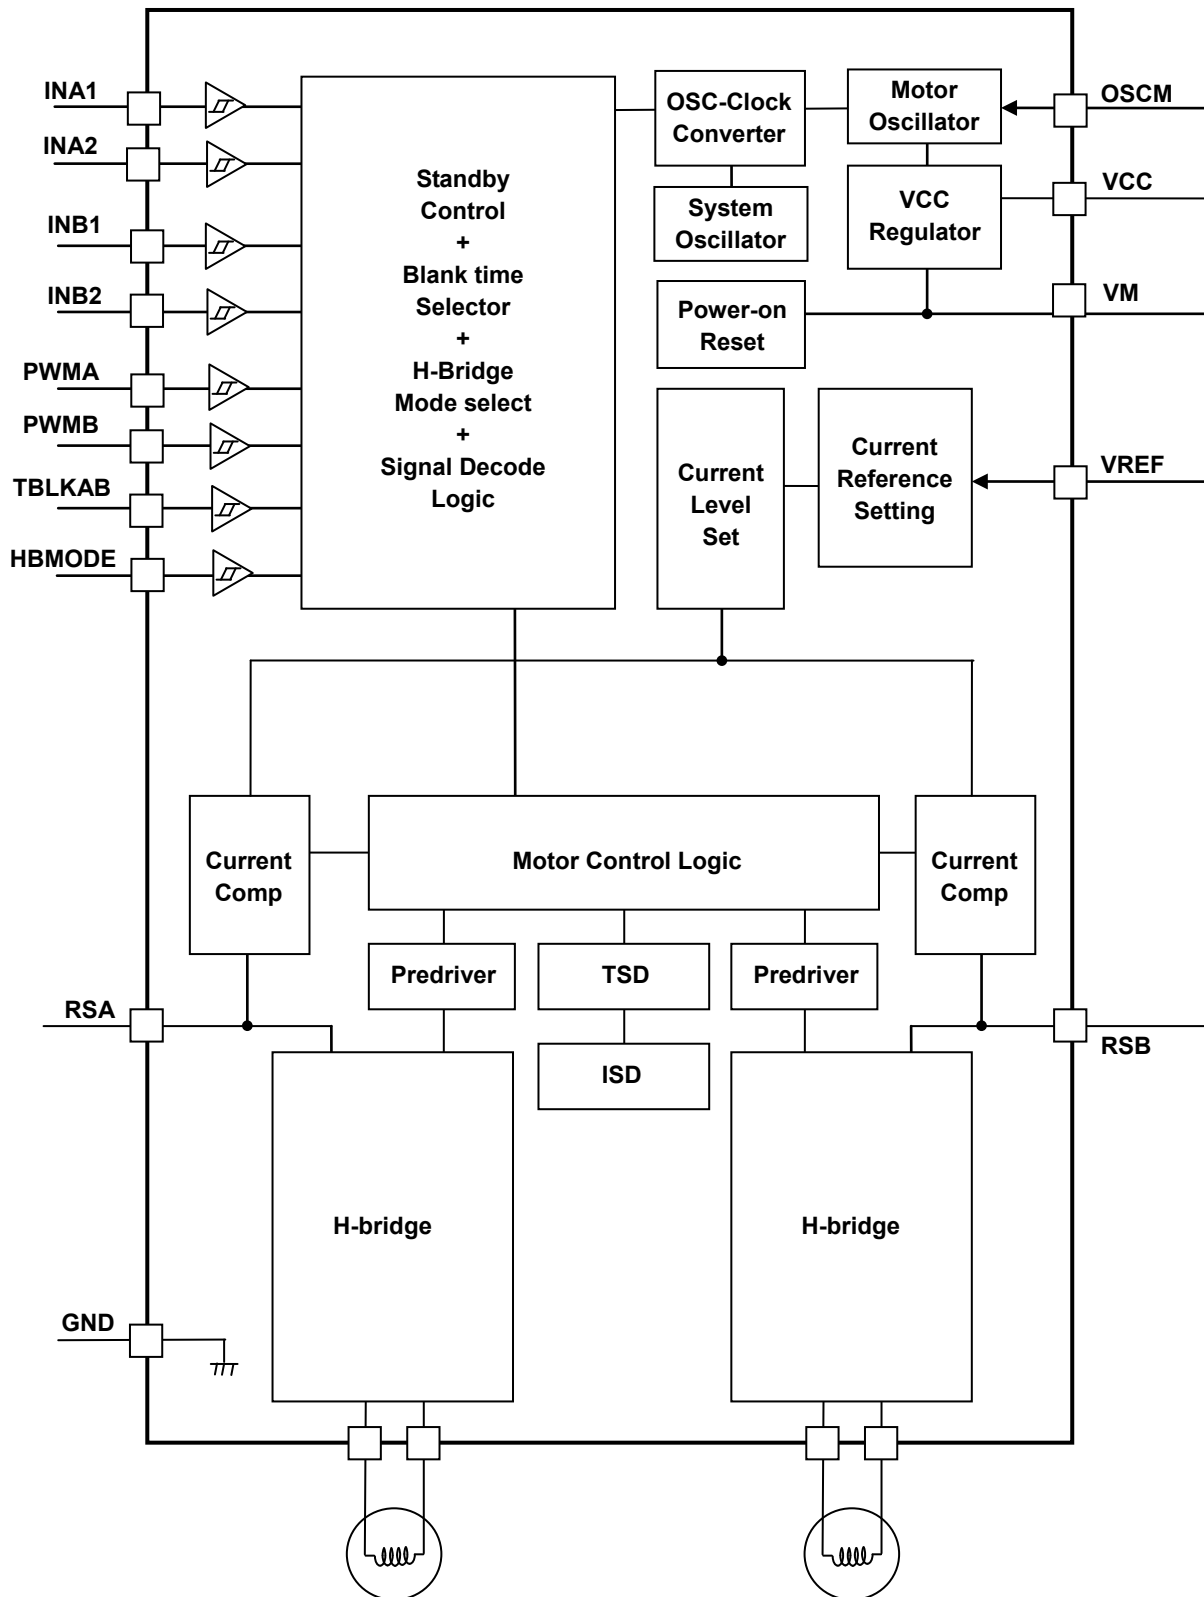 INA1
INA2
INB1
INB2
PWMA
PWMB
TBLKAB
HBMODE
Standby
Control
+
Blank time
Selector
+
H-Bridge
Mode select
+
Signal Decode
Logic
OSC-Clock
Converter
Motor
Oscillator
OSCM
System
Oscillator
VCC
Regulator
VCC
Power-on
Reset
VM
Current
Level
Set
Current
Reference
Setting
VREF
Current
Comp
Motor Control Logic
Current
Comp
Predriver
TSD
Predriver
RSA
ISD
RSB
H-bridge
H-bridge
GND